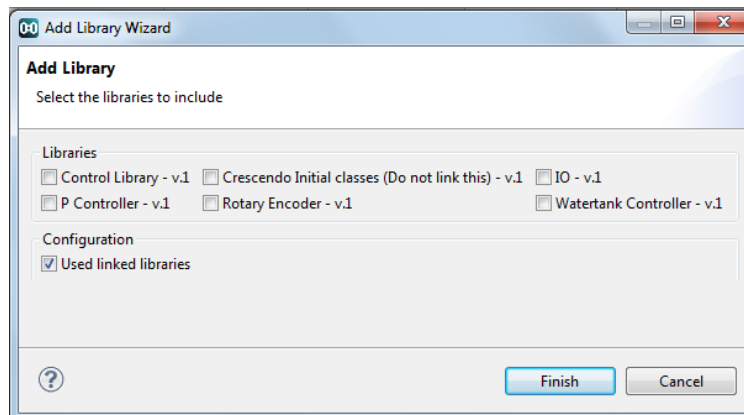 Add Library Wizard
Add Library
Select the libraries to include
Libraries
Control Library - v.1 Crescendo Initial classes (Do not link this) - v.1 IO - v.1
P Controller - v.1 Rotary Encoder - v.1 Watertank Controller - v.1
Configuration
Used linked libraries
Finish Cancel